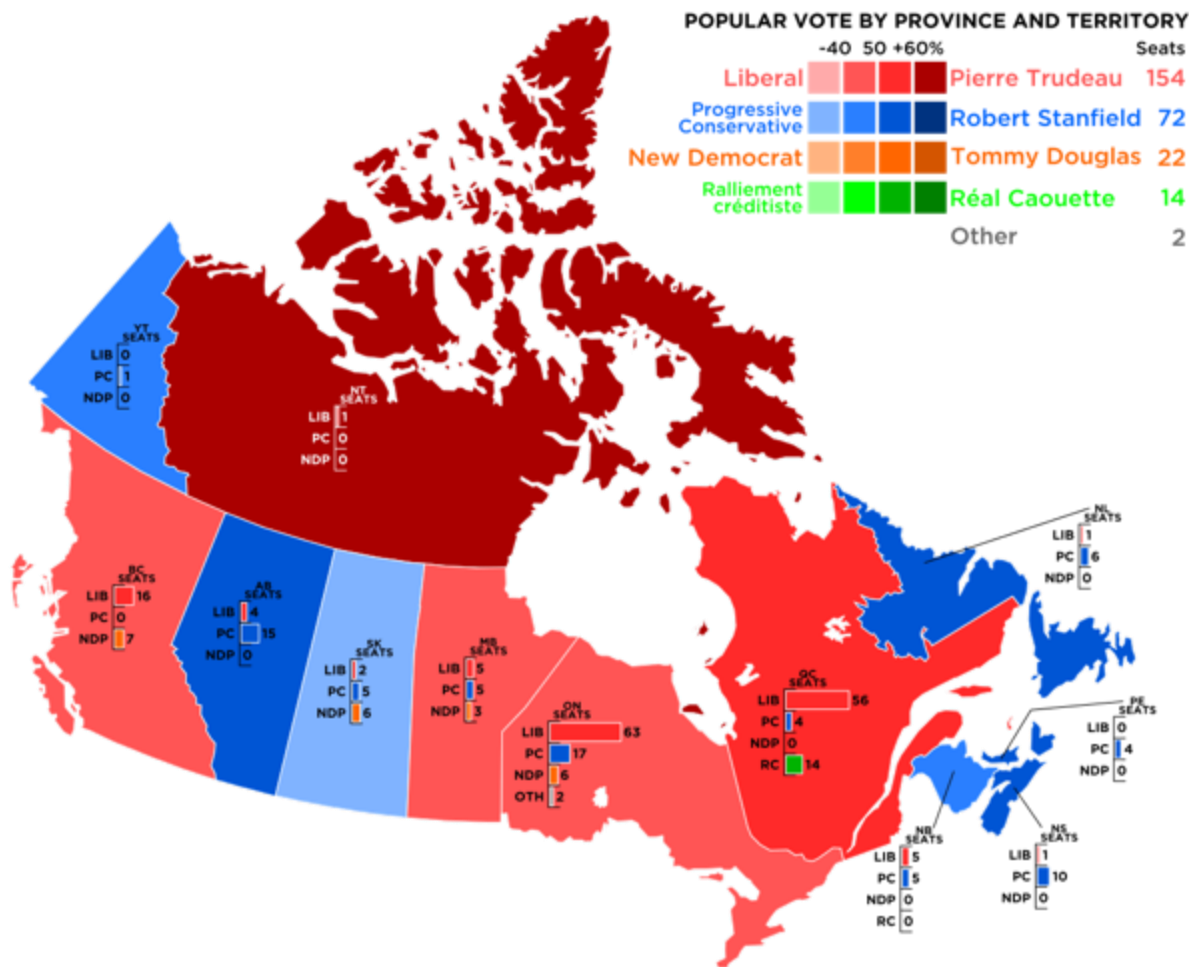 POPULAR VOTE BY PROVINCE AND TERRITORY
-40 50 +60% Seats
Liberal Pierre Trudeau 154
Progressive
Conservative Robert Stanfield 72
New Democrat Tommy Douglas 22
Ralliement
créditiste Réal Caouette 14
Other 2
YT
SEATS
LIB 0
PC 1
NDP 0
NT
SEATS
LIB 1
PC 0
NDP 0
NL
SEATS
LIB 1
PC 6
NDP 0
BC
SEATS
LIB 16
PC 0
NDP 7
AB
SEATS
LIB 4
PC 15
NDP 0
SK
SEATS
LIB 2
PC 5
NDP 6
MB
SEATS
LIB 5
PC 5
NDP 3
ON
SEATS
LIB 63
PC 17
NDP 6
OTH 2
QC
SEATS
LIB 56
PC 4
NDP 0
RC 14
PE
SEATS
LIB 0
PC 4
NDP 0
NB
SEATS
LIB 5
PC 5
NDP 0
RC 0
NS
SEATS
LIB 1
PC 10
NDP 0